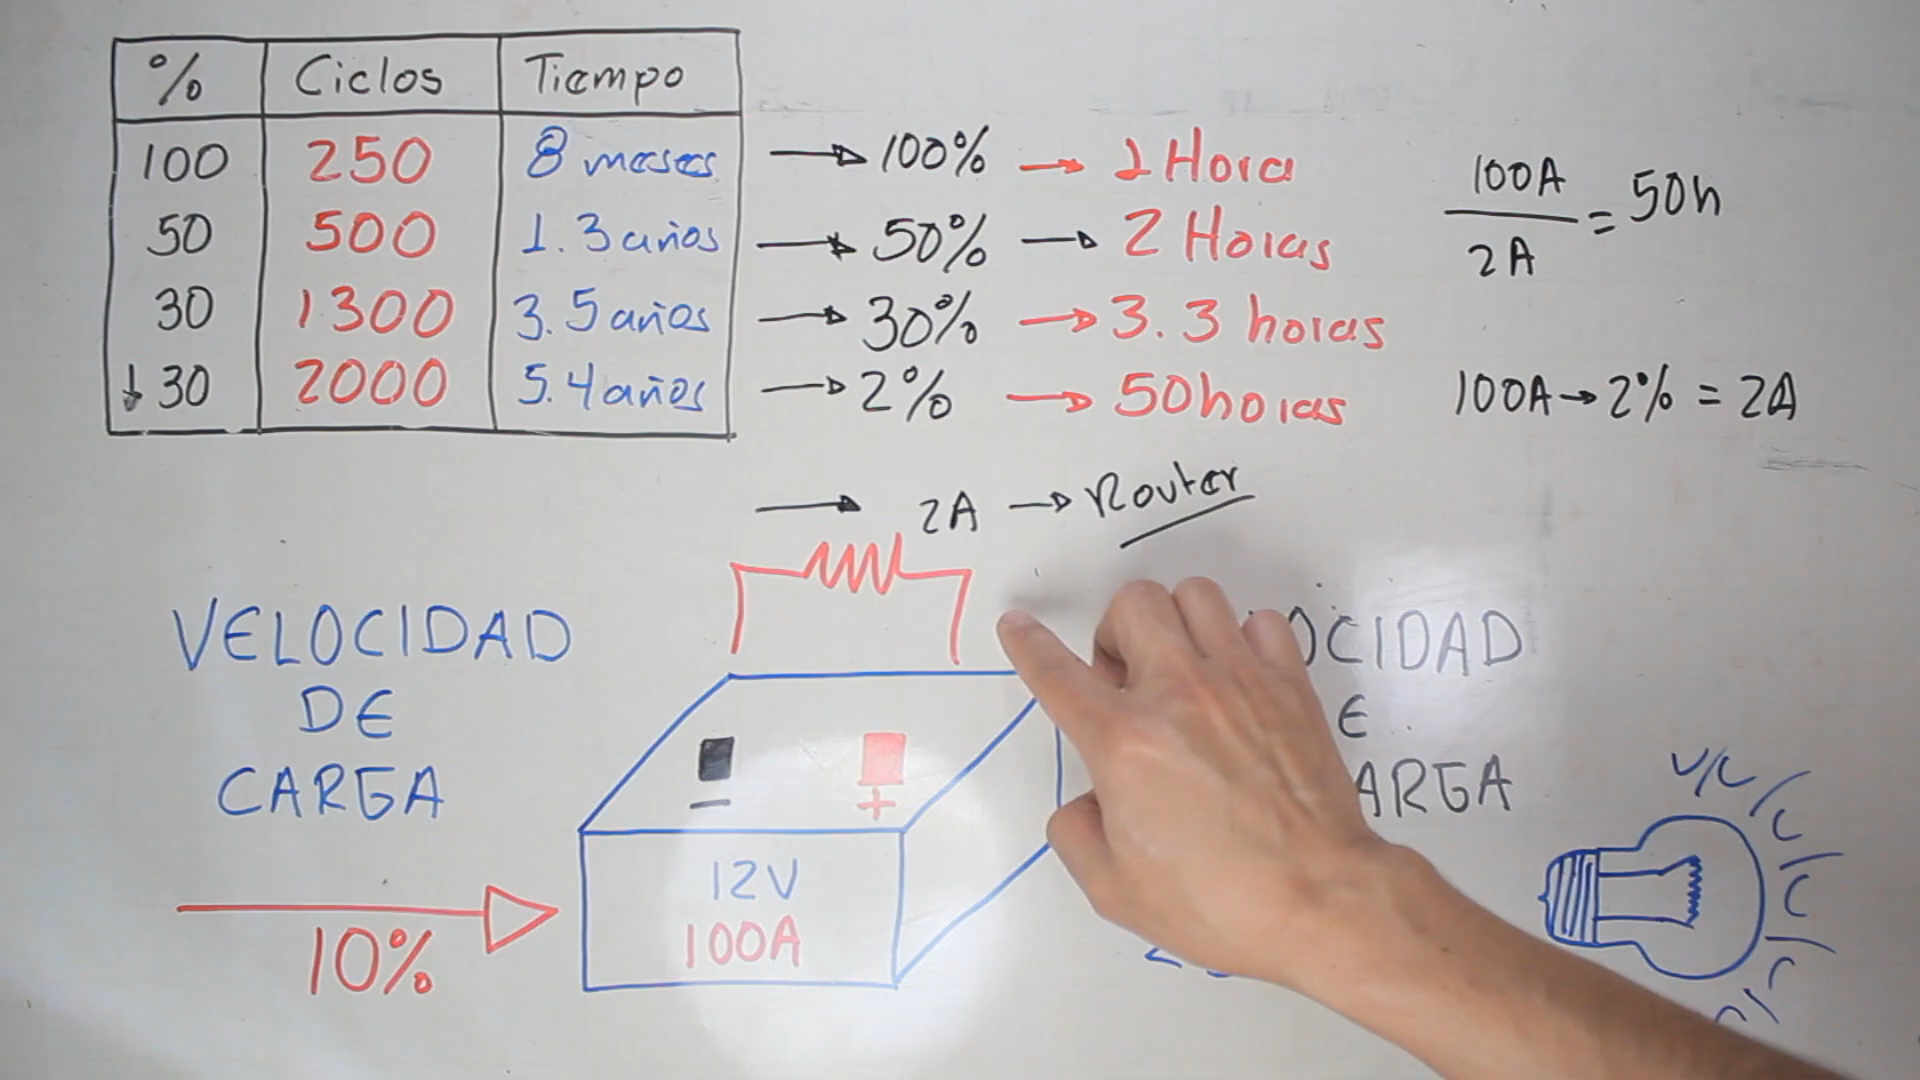 % Ciclos Tiempo
100 250 8 meses → 100% → 1 Hora
50 500 1.3 años → 50% → 2 Horas
30 1300 3.5 años → 30% → 3.3 horas
↓30 2000 5.4 años → 2% → 50 horas
100A
2A
= 50h
100A → 2% = 2A
→ 2A → Router
VELOCIDAD
DE
CARGA
10%
− +
12V
100A
OCIDAD
E
ARGA